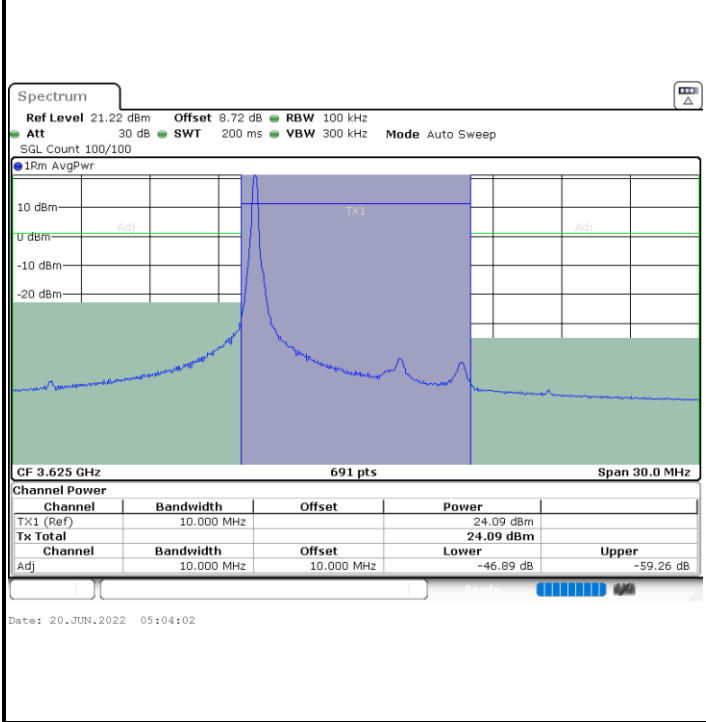 Spectrum
Ref Level 21.22 dBm Offset 8.72 dB RBW 100 kHz
Att 30 dB SWT 200 ms VBW 300 kHz Mode Auto Sweep
SGL Count 100/100
1Rm AvgPwr
10 dBm
TX1
Adj Adj
0 dBm
-10 dBm
-20 dBm
CF 3.625 GHz 691 pts Span 30.0 MHz
Channel Power
Channel Bandwidth Offset Power
TX1 (Ref) 10.000 MHz 24.09 dBm
Tx Total 24.09 dBm
Channel Bandwidth Offset Lower Upper
Adj 10.000 MHz 10.000 MHz -46.89 dB -59.26 dB
Ready
Date: 20.JUN.2022 05:04:02